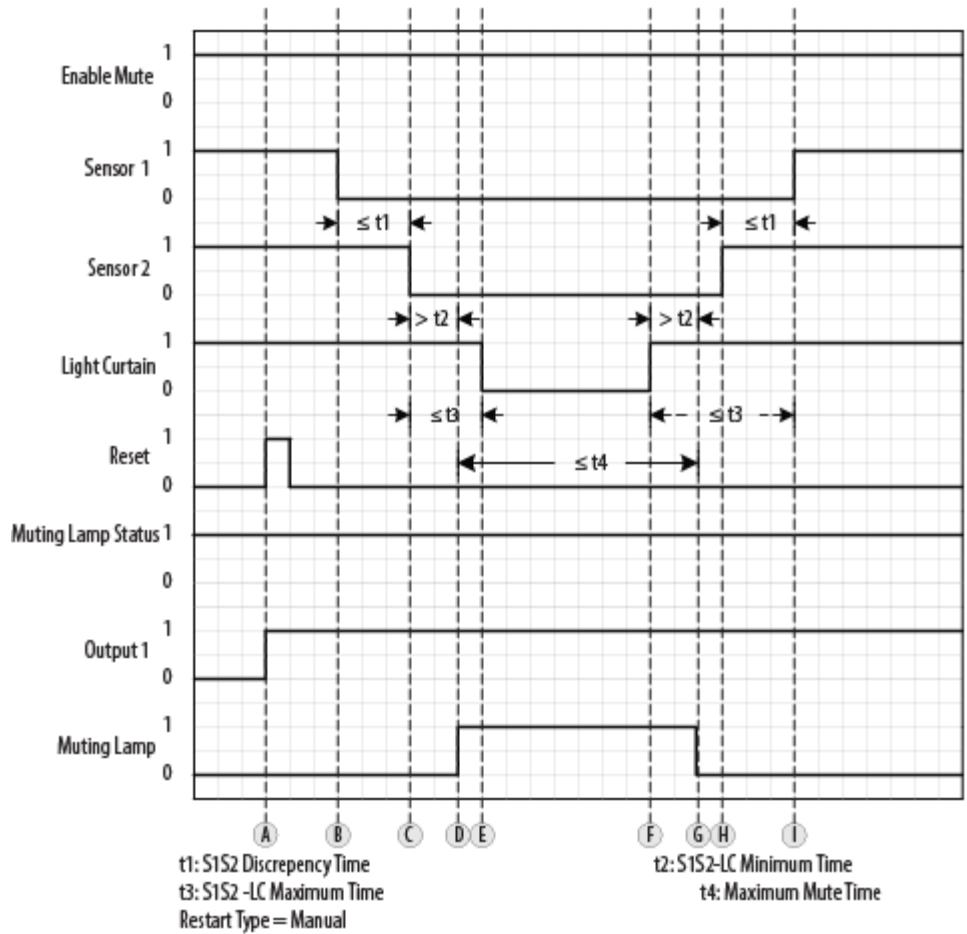 1
Enable Mute
0
1
Sensor 1
0
≤ t1
≤ t1
1
Sensor 2
0
> t2
> t2
1
Light Curtain
0
≤ t3
≤ t3
1
Reset
≤ t4
0
Muting Lamp Status 1
0
1
Output 1
0
1
Muting Lamp
0
A B C D E F G H I
t1: S1S2 Discrepency Time t2: S1S2-LC Minimum Time
t3: S1S2 -LC Maximum Time t4: Maximum Mute Time
Restart Type = Manual